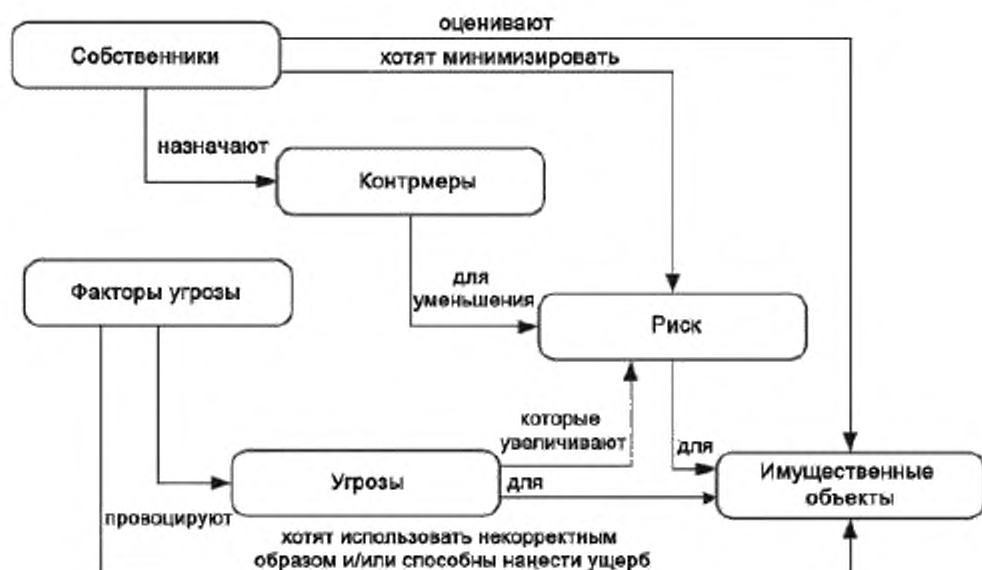 оценивают
Собственники
хотят минимизировать
назначают
Контрмеры
Факторы угрозы
для
уменьшения
Риск
которые
увеличивают
для
Угрозы
для
Имущественные
объекты
провоцируют
хотят использовать некорректным
образом и/или способны нанести ущерб